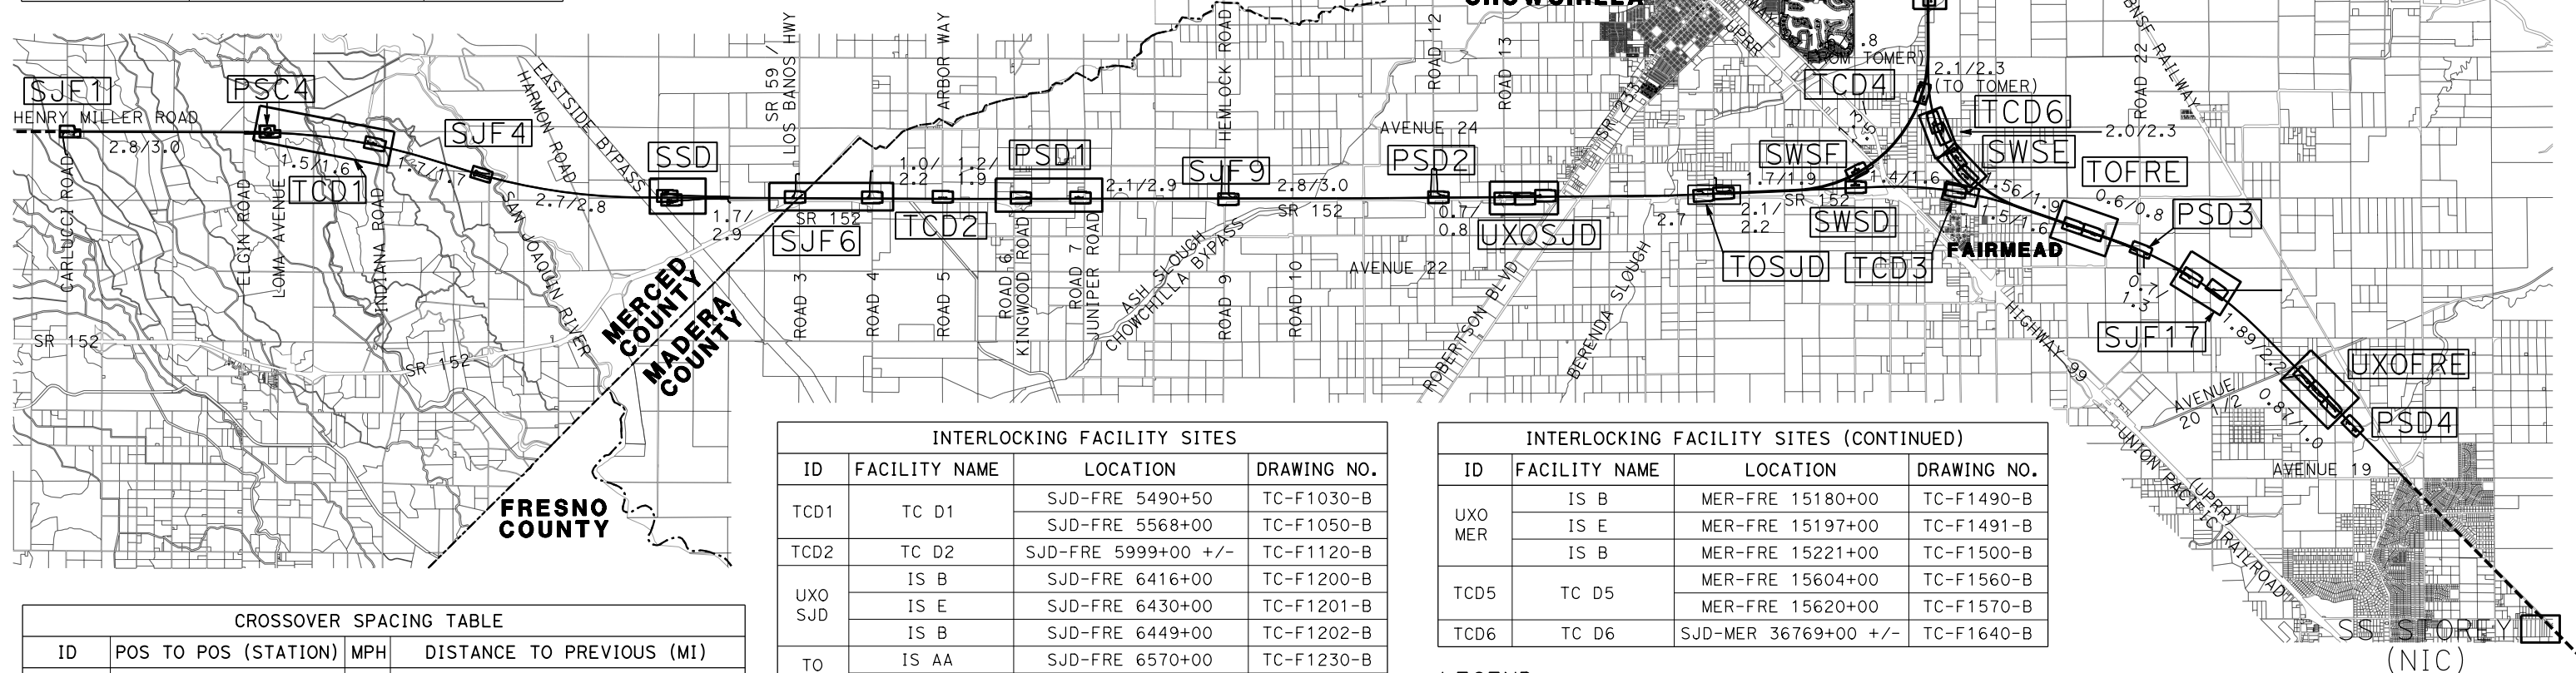 CHOWCHILLA
SJF1
HENRY MILLER ROAD
2.8/3.0
CARLUCCI ROAD
PSC4
1.5/1.6
TCD1
ELGIN ROAD
LOMA AVENUE
INDIANA ROAD
1.7/1.7
SJF4
SAN JOAQUIN RIVER
2.7/2.8
EASTSIDE BYPASS
HARMON ROAD
SSD
1.7/
2.9
SR 59 /
LOS BANOS HWY
SR 152
SJF6
ROAD 3
ROAD 4
ARBOR WAY
1.0/
2.2
TCD2
ROAD 5
1.2/
1.9
PSD1
ROAD 6
KINGWOOD ROAD
ROAD 7
JUNIPER ROAD
2.1/2.9
HEMLOCK ROAD
SJF9
ASH SLOUGH
CHOWCHILLA BYPASS
ROAD 9
2.8/3.0
SR 152
ROAD 10
AVENUE 24
AVENUE 22
ROAD 12
PSD2
0.7/
0.8
ROAD 13
UXOSJD
ROBERTSON BLVD
SR 233
BERENDA SLOUGH
2.7
TOSJD
2.1/
2.2
UPRR
.8
FROM TOMER)
TCD4
2.1/2.3
(TO TOMER)
SWSF
1.7/1.9
SR 152
SWSD
1.4/1.6
TCD3
TCD6
2.0/2.3
SWSE
1.56/1.9
1.5/1.6
FAIRMEAD
BNSF RAILWAY
ROAD 22
TOFRE
0.6/0.8
PSD3
0.7/
1.3
SJF17
1.89/2.2
HIGHWAY 99
UXOFRE
0.87/1.0
PSD4
AVENUE
20 1/2
AVENUE 19
UNION PACIFIC RAILROAD
(UPRR)
SS STOREY
(NIC)
SR 152
SR 152
MERCED
COUNTY
MADERA
COUNTY
FRESNO
COUNTY
CROSSOVER SPACING TABLE
ID POS TO POS (STATION) MPH DISTANCE TO PREVIOUS (MI)
INTERLOCKING FACILITY SITES
ID FACILITY NAME LOCATION DRAWING NO.
TCD1 TC D1 SJD-FRE 5490+50 TC-F1030-B
SJD-FRE 5568+00 TC-F1050-B
TCD2 TC D2 SJD-FRE 5999+00 +/- TC-F1120-B
UXO SJD IS B SJD-FRE 6416+00 TC-F1200-B
IS E SJD-FRE 6430+00 TC-F1201-B
IS B SJD-FRE 6449+00 TC-F1202-B
TO IS AA SJD-FRE 6570+00 TC-F1230-B
INTERLOCKING FACILITY SITES (CONTINUED)
ID FACILITY NAME LOCATION DRAWING NO.
UXO MER IS B MER-FRE 15180+00 TC-F1490-B
IS E MER-FRE 15197+00 TC-F1491-B
IS B MER-FRE 15221+00 TC-F1500-B
TCD5 TC D5 MER-FRE 15604+00 TC-F1560-B
MER-FRE 15620+00 TC-F1570-B
TCD6 TC D6 SJD-MER 36769+00 +/- TC-F1640-B